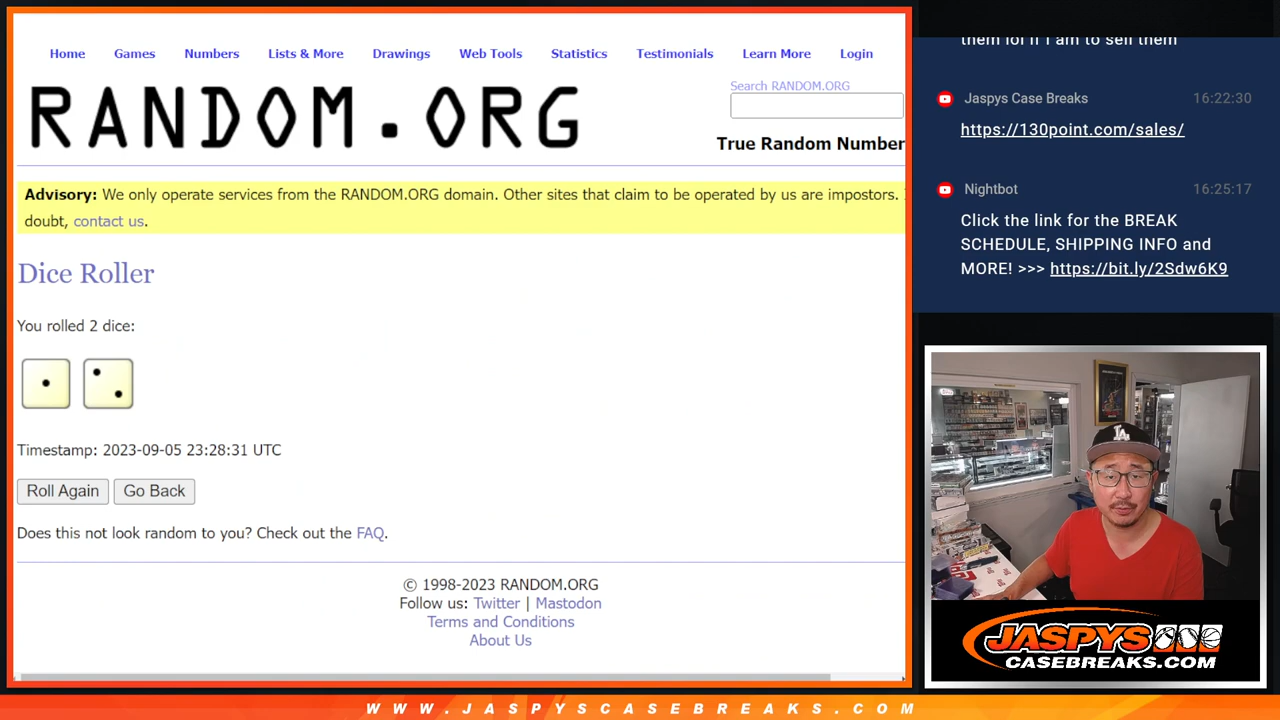 Home Games Numbers Lists & More Drawings Web Tools Statistics Testimonials Learn More Login
RANDOM.ORG
Search RANDOM.ORG
True Random Number
Advisory: We only operate services from the RANDOM.ORG domain. Other sites that claim to be operated by us are impostors.
doubt, contact us.
Dice Roller
You rolled 2 dice:
Timestamp: 2023-09-05 23:28:31 UTC
Roll Again Go Back
Does this not look random to you? Check out the FAQ.
© 1998-2023 RANDOM.ORG
Follow us: Twitter | Mastodon
Terms and Conditions
About Us
them lol if I am to sell them
Jaspys Case Breaks 16:22:30
https://130point.com/sales/
Nightbot 16:25:17
Click the link for the BREAK
SCHEDULE, SHIPPING INFO and
MORE! >>> https://bit.ly/2Sdw6K9
LA
JASPYS
CASEBREAKS.COM
WWW.JASPYSCASEBREAKS.COM